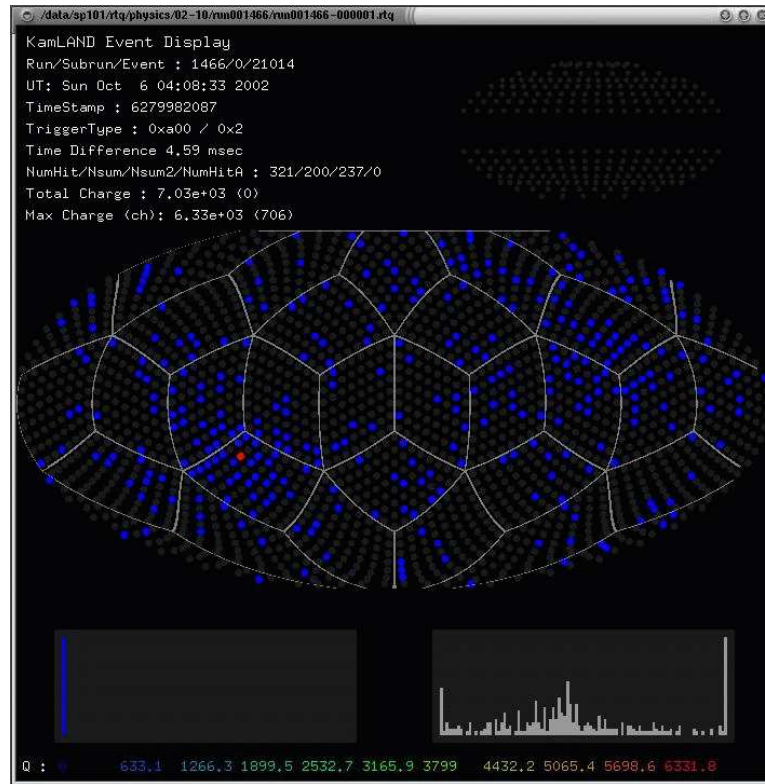 /data/sp101/rtq/physics/02-10/run001466/run001466-000001.rtq
KamLAND Event Display
Run/Subrun/Event : 1466/0/21014
UT: Sun Oct 6 04:08:33 2002
TimeStamp : 6279982087
TriggerType : 0xa00 / 0x2
Time Difference 4.59 msec
NumHit/Nsum/Nsum2/NumHitA : 321/200/237/0
Total Charge : 7.03e+03 (0)
Max Charge (ch): 6.33e+03 (706)
Q : 0 633.1 1266.3 1899.5 2532.7 3165.9 3799 4432.2 5065.4 5698.6 6331.8